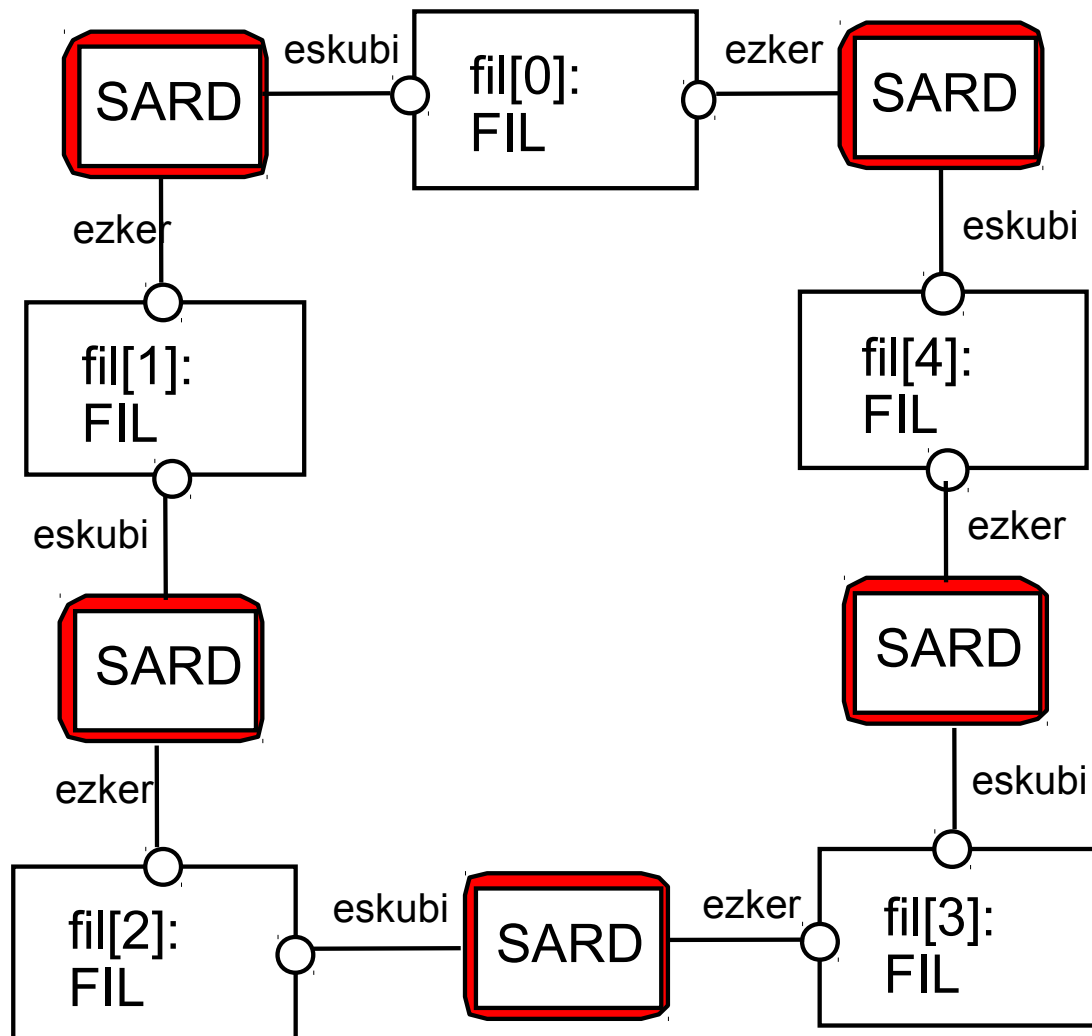 eskubi
fil[0]:
FIL
ezker
SARD
SARD
ezker
eskubi
fil[1]:
FIL
fil[4]:
FIL
eskubi
ezker
SARD
SARD
ezker
eskubi
fil[2]:
FIL
eskubi
SARD
ezker
fil[3]:
FIL